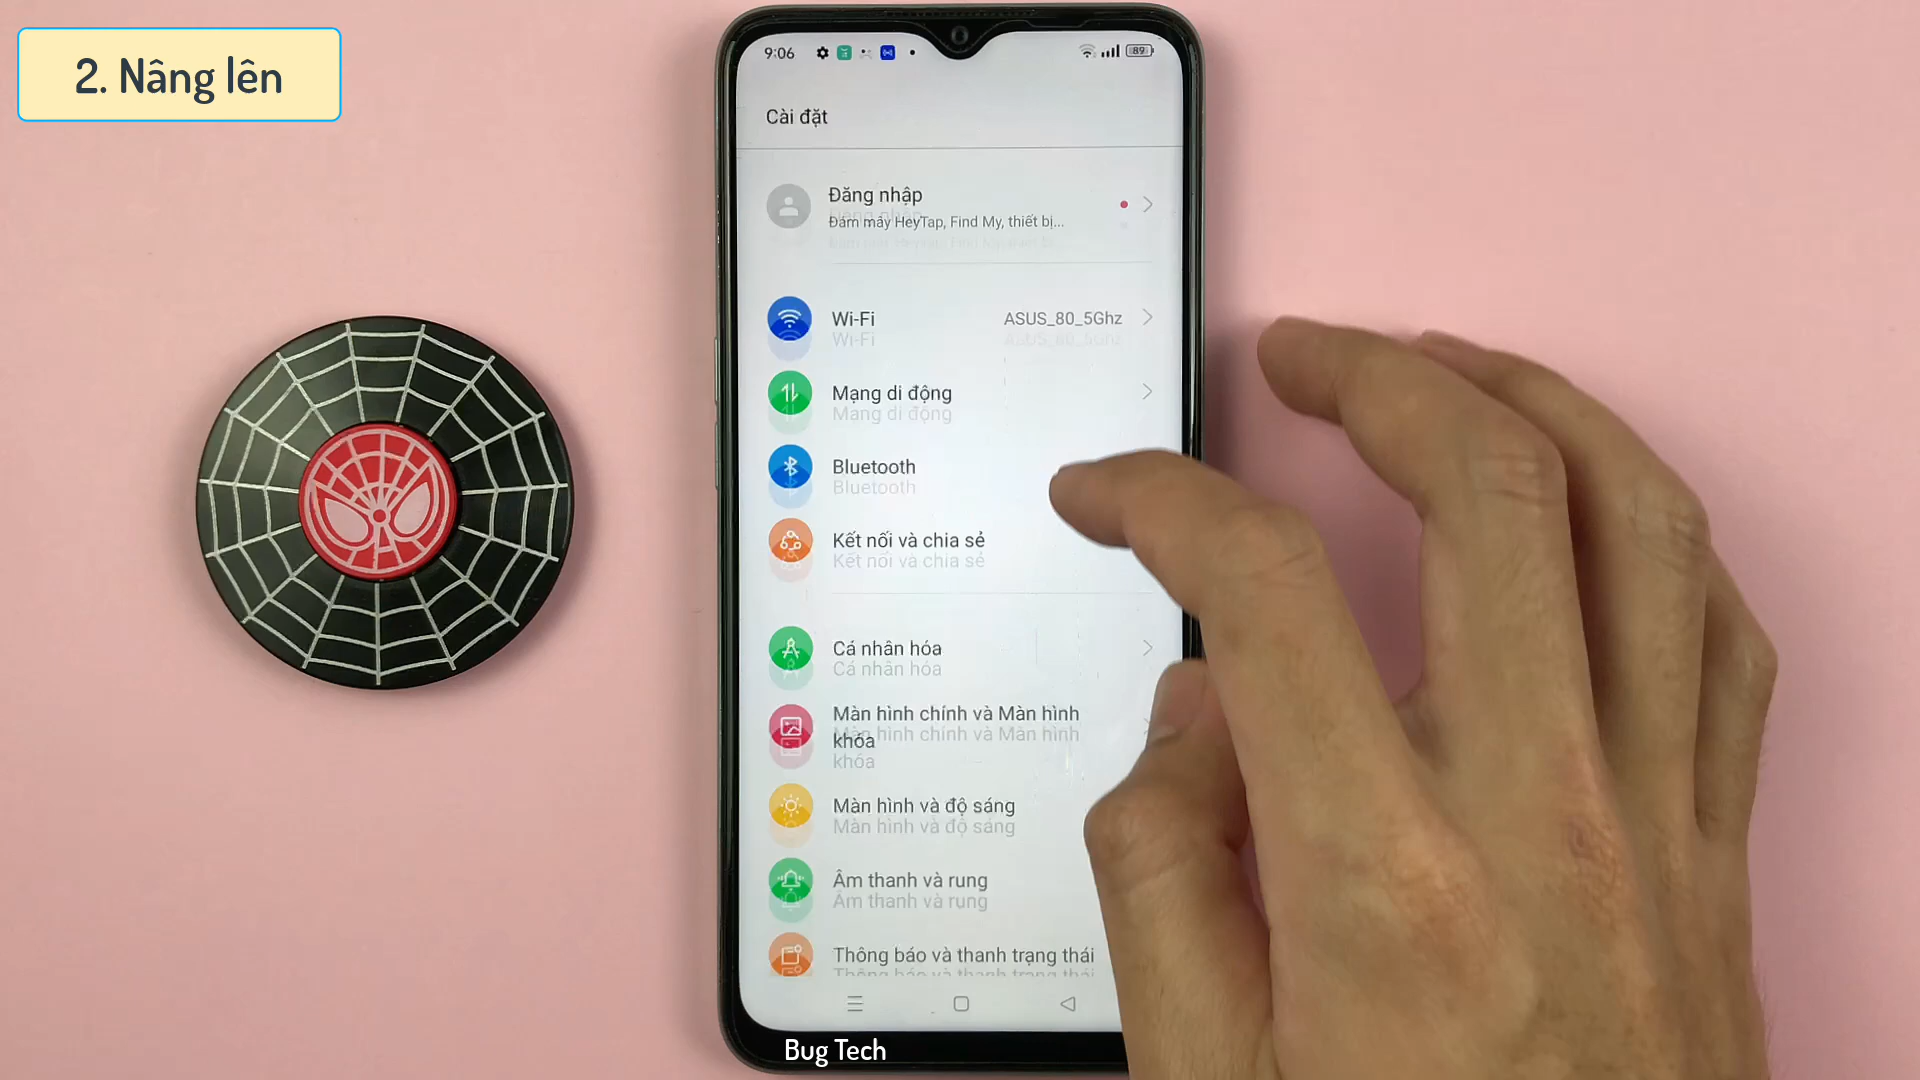 2. Nâng lên
9:06
89
Cài đặt
Đăng nhập
Đám mây HeyTap, Find My, thiết bị...
Wi-Fi
ASUS_80_5Ghz
Mạng di động
Bluetooth
Kết nối và chia sẻ
Cá nhân hóa
Màn hình chính và Màn hình
khóa
Màn hình và độ sáng
Âm thanh và rung
Thông báo và thanh trạng thái
Bug Tech